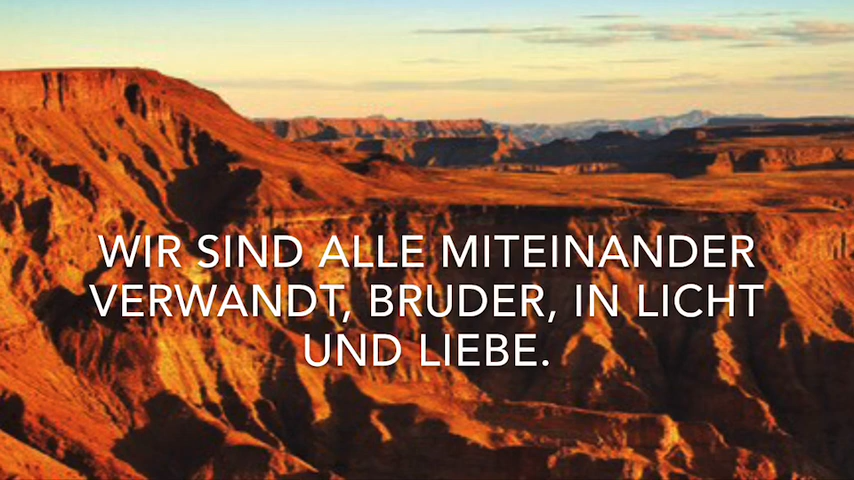 WIR SIND ALLE MITEINANDER
VERWANDT, BRUDER, IN LICHT
UND LIEBE.